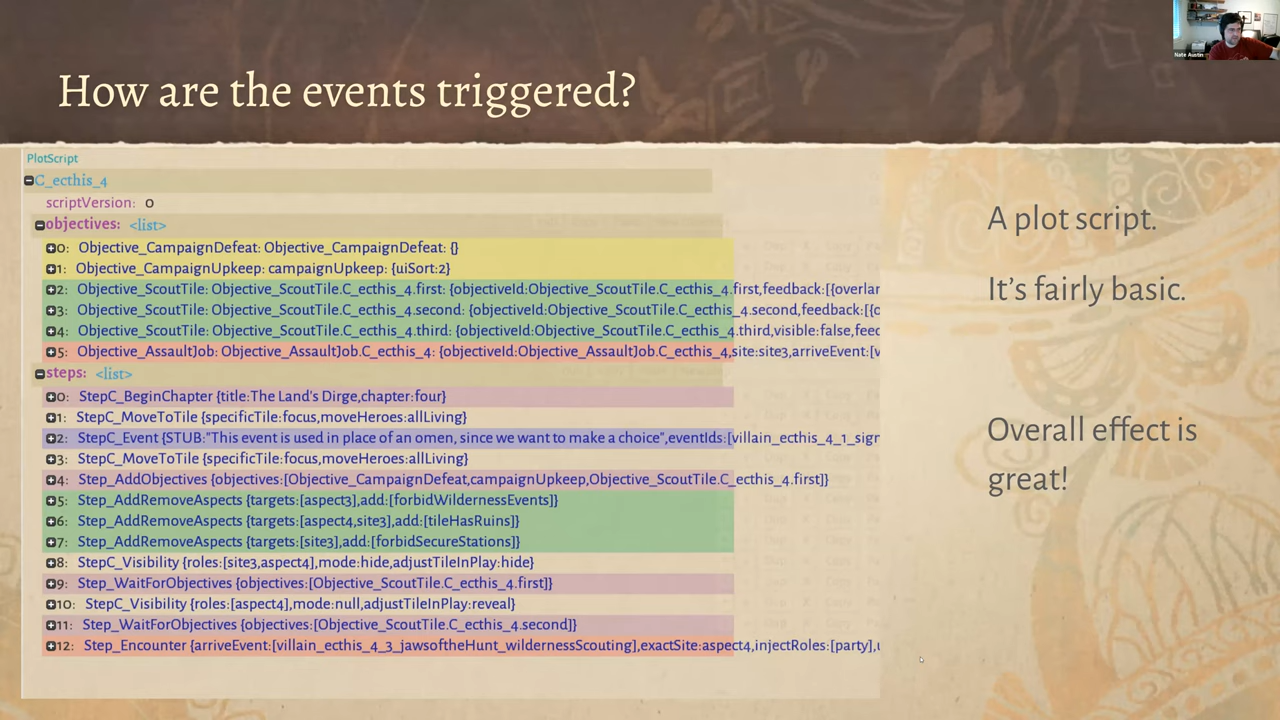 How are the events triggered?
Nate Austin
PlotScript
C_ecthis_4
scriptVersion: 0
objectives: <list>
0: Objective_CampaignDefeat: Objective_CampaignDefeat: {}
1: Objective_CampaignUpkeep: campaignUpkeep: {uiSort:2}
2: Objective_ScoutTile: Objective_ScoutTile.C_ecthis_4.first: {objectiveId:Objective_ScoutTile.C_ecthis_4.first,feedback:[{overlar
3: Objective_ScoutTile: Objective_ScoutTile.C_ecthis_4.second: {objectiveId:Objective_ScoutTile.C_ecthis_4.second,feedback:[{o
4: Objective_ScoutTile: Objective_ScoutTile.C_ecthis_4.third: {objectiveId:Objective_ScoutTile.C_ecthis_4.third,visible:false,feed
5: Objective_AssaultJob: Objective_AssaultJob.C_ecthis_4: {objectiveId:Objective_AssaultJob.C_ecthis_4,site:site3,arriveEvent:[v
steps: <list>
0: StepC_BeginChapter {title:The Land's Dirge,chapter:four}
1: StepC_MoveToTile {specificTile:focus,moveHeroes:allLiving}
2: StepC_Event {STUB:"This event is used in place of an omen, since we want to make a choice",eventIds:[villain_ecthis_4_1_sign
3: StepC_MoveToTile {specificTile:focus,moveHeroes:allLiving}
4: Step_AddObjectives {objectives:[Objective_CampaignDefeat,campaignUpkeep,Objective_ScoutTile.C_ecthis_4.first]}
5: Step_AddRemoveAspects {targets:[aspect3],add:[forbidWildernessEvents]}
6: Step_AddRemoveAspects {targets:[aspect4,site3],add:[tileHasRuins]}
7: Step_AddRemoveAspects {targets:[site3],add:[forbidSecureStations]}
8: StepC_Visibility {roles:[site3,aspect4],mode:hide,adjustTileInPlay:hide}
9: Step_WaitForObjectives {objectives:[Objective_ScoutTile.C_ecthis_4.first]}
10: StepC_Visibility {roles:[aspect4],mode:null,adjustTileInPlay:reveal}
11: Step_WaitForObjectives {objectives:[Objective_ScoutTile.C_ecthis_4.second]}
12: Step_Encounter {arriveEvent:[villain_ecthis_4_3_jawsoftheHunt_wildernessScouting],exactSite:aspect4,injectRoles:[party],u
A plot script.
It's fairly basic.
Overall effect is
great!